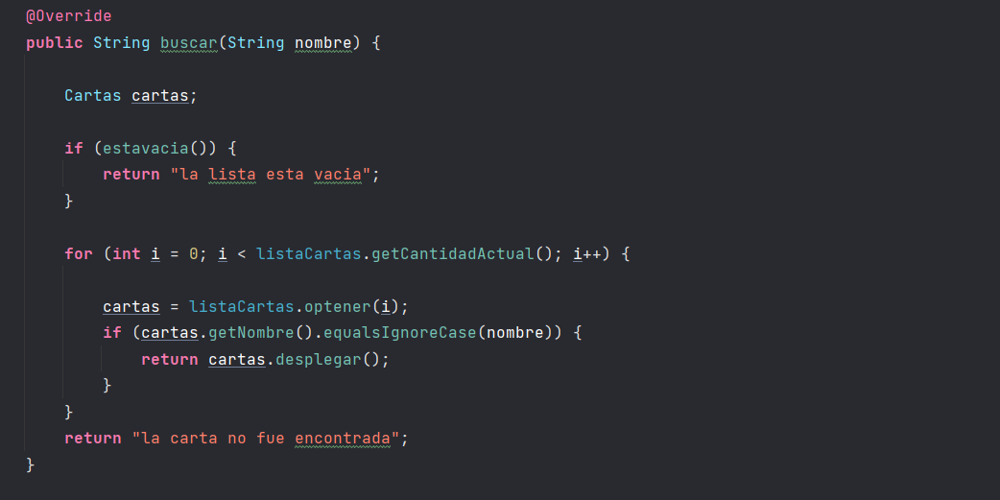 @Override
public String buscar(String nombre) {
Cartas cartas;
if (estavacia()) {
return "la lista esta vacia";
}
for (int i = 0; i < listaCartas.getCantidadActual(); i++) {
cartas = listaCartas.optener(i);
if (cartas.getNombre().equalsIgnoreCase(nombre)) {
return cartas.desplegar();
}
}
return "la carta no fue encontrada";
}